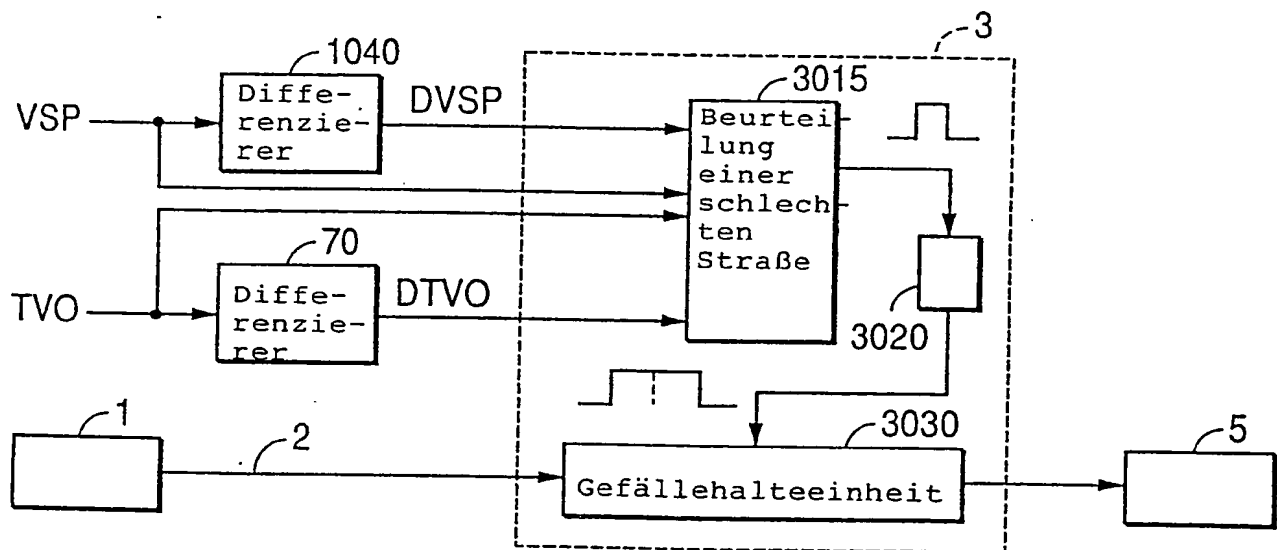 3
1040
3015
VSP
Diffe-
renzie-
rer
DVSP
Beurtei
lung
einer
schlech
ten
Straße
70
TVO
Diffe-
renzie-
rer
DTVO
3020
1
2
3030
Gefällehalteeinheit
5